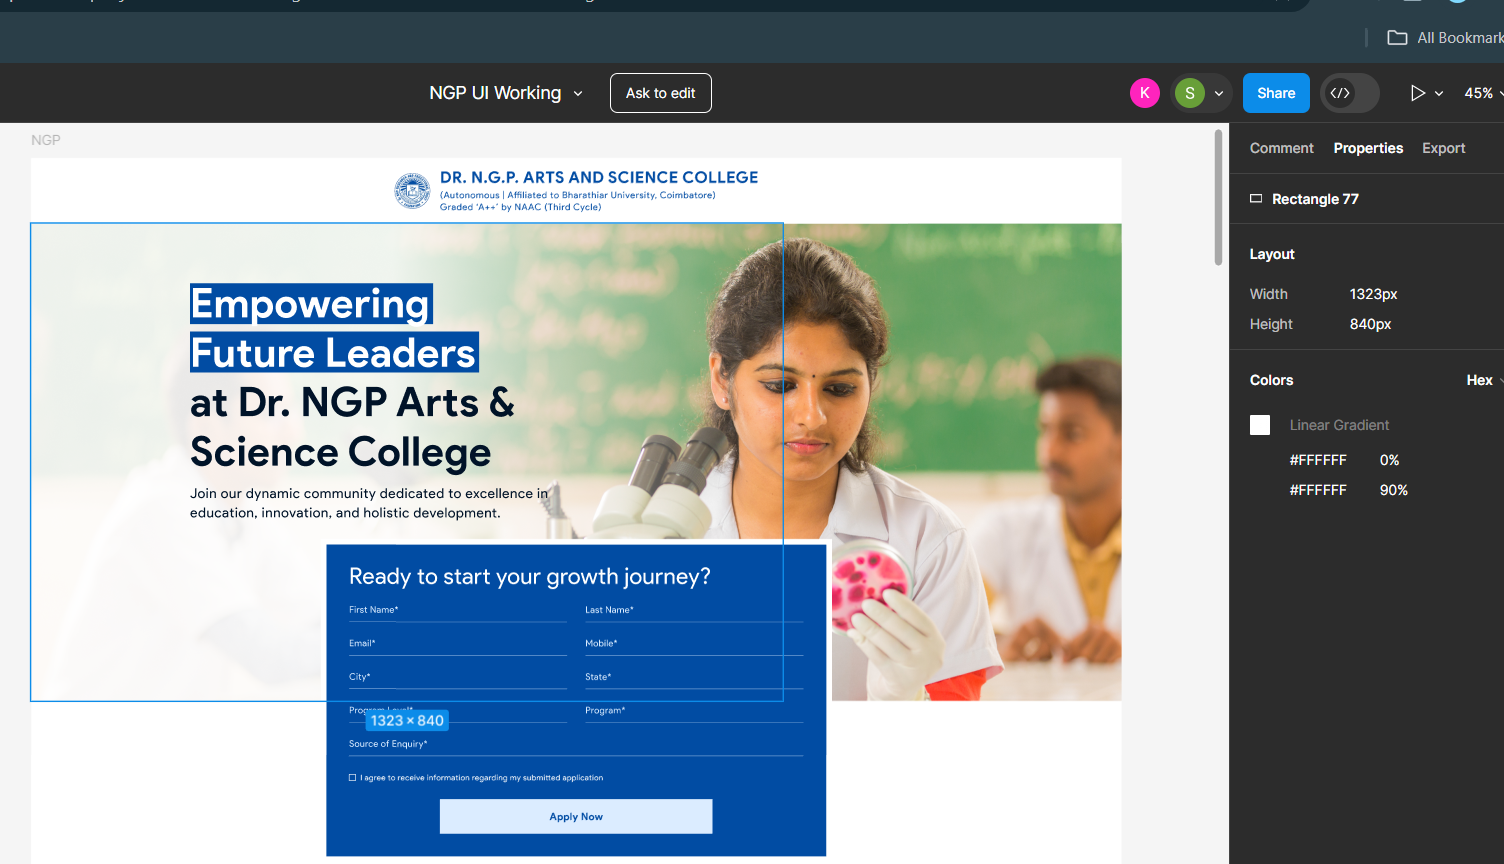 All Bookmark
NGP UI Working
Ask to edit
K
S
Share
</>
45%
NGP
Comment
Properties
Export
DR. N.G.P. ARTS AND SCIENCE COLLEGE
(Autonomous | Affiliated to Bharathiar University, Coimbatore)
Graded 'A++' by NAAC (Third Cycle)
Rectangle 77
Layout
Width 1323px
Height 840px
Colors
Hex
Linear Gradient
#FFFFFF 0%
#FFFFFF 90%
Empowering
Future Leaders
at Dr. NGP Arts &
Science College
Join our dynamic community dedicated to excellence in
education, innovation, and holistic development.
Ready to start your growth journey?
First Name* Last Name*
Email* Mobile*
City* State*
Program Level* Program*
1323 × 840
Source of Enquiry*
I agree to receive information regarding my submitted application
Apply Now